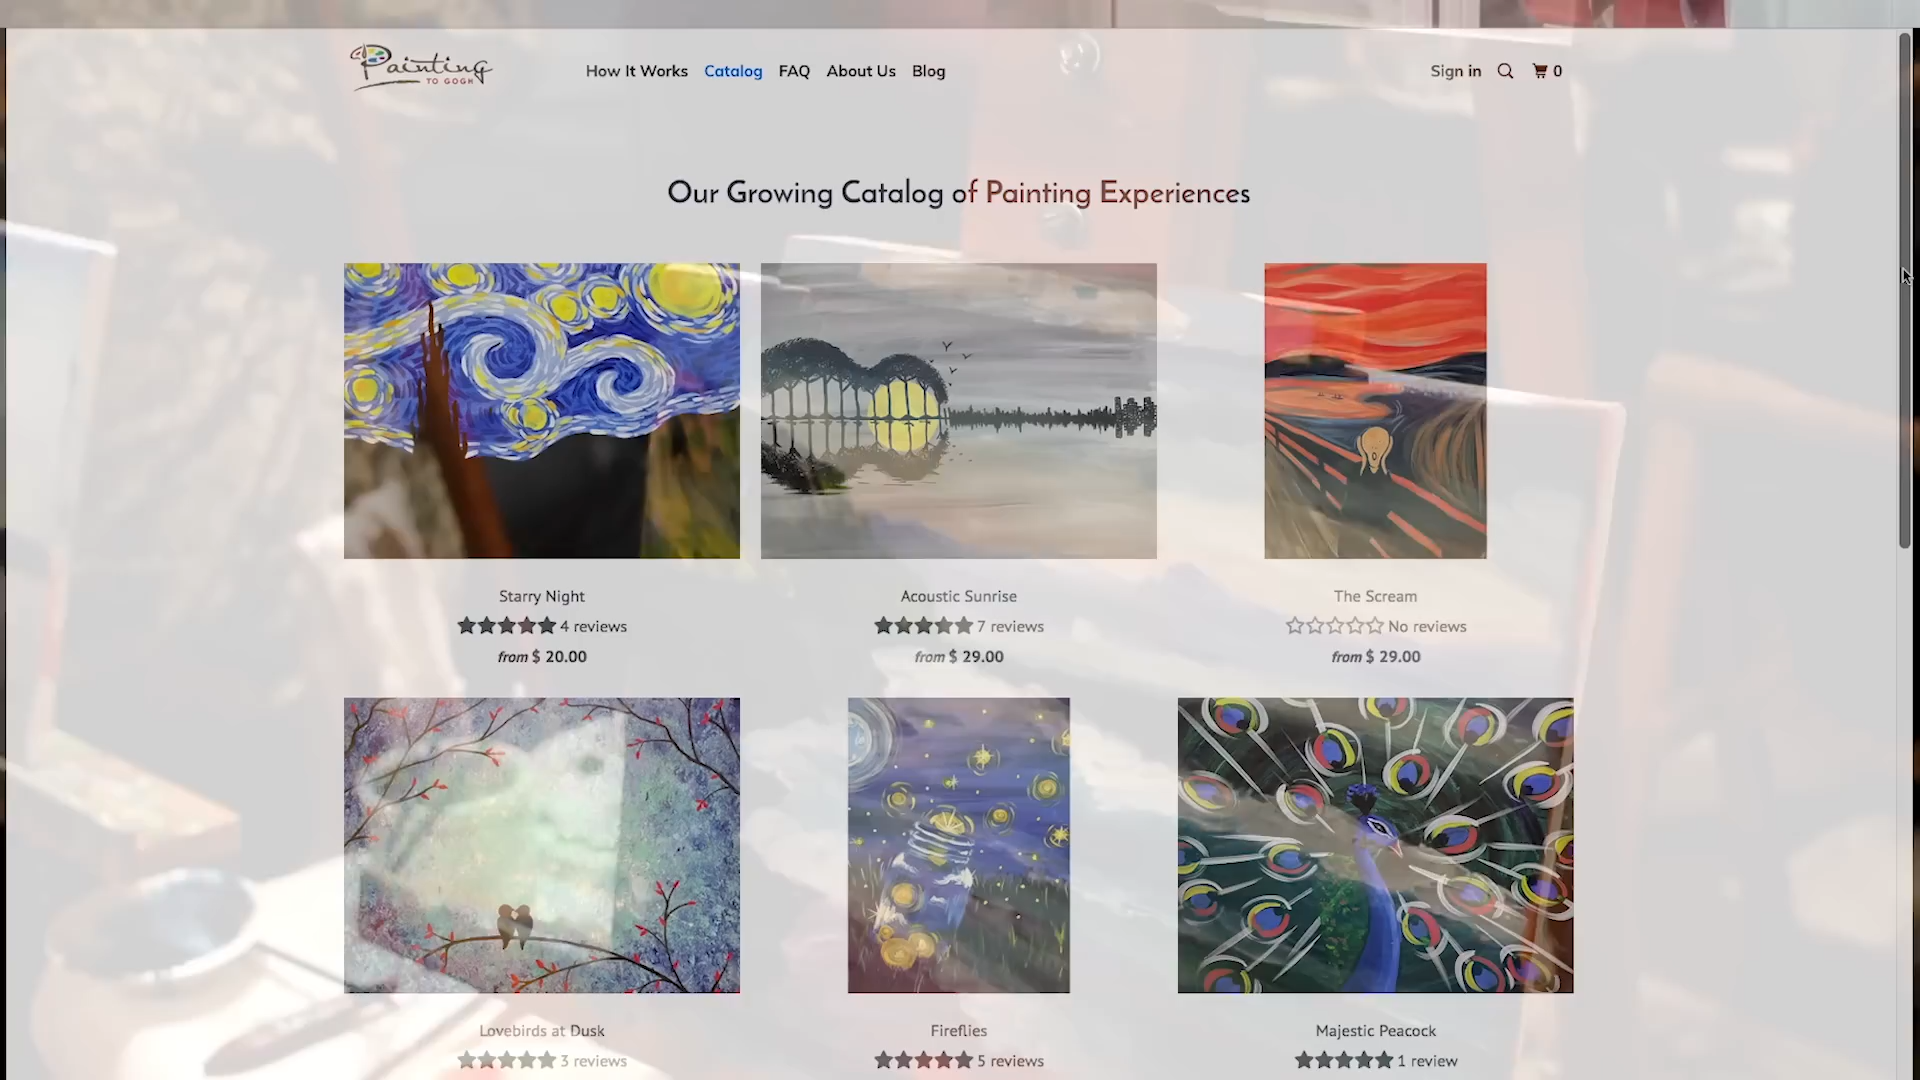 Painting
TO GOGH
How It Works Catalog FAQ About Us Blog
Sign in 0
Our Growing Catalog of Painting Experiences
Starry Night
4 reviews
from $ 20.00
Acoustic Sunrise
7 reviews
from $ 29.00
The Scream
No reviews
from $ 29.00
Lovebirds at Dusk
3 reviews
Fireflies
5 reviews
Majestic Peacock
1 review